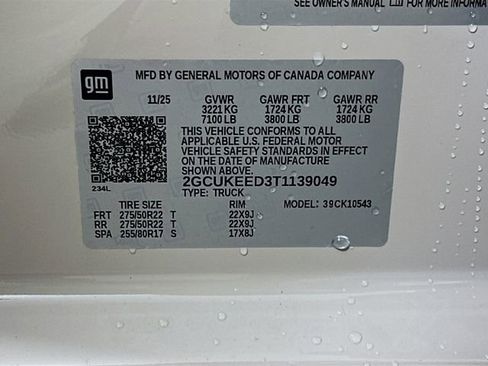 SEE OWNER'S MANUAL FOR MORE INFORMA
gm
MFD BY GENERAL MOTORS OF CANADA COMPANY
11/25 GVWR GAWR FRT GAWR RR
3221 KG 1724 KG 1724 KG
7100 LB 3800 LB 3800 LB
THIS VEHICLE CONFORMS TO ALL
APPLICABLE U.S. FEDERAL MOTOR
VEHICLE SAFETY STANDARDS IN EFFECT
ON THE DATE OF MANUFACTURE
SHOWN ABOVE.
234L 2GCUKEED3T1139049
TYPE: TRUCK
TIRE SIZE RIM MODEL: 39CK10543
FRT 275/50R22 T 22X9J
RR 275/50R22 T 22X9J
SPA 255/80R17 S 17X8J